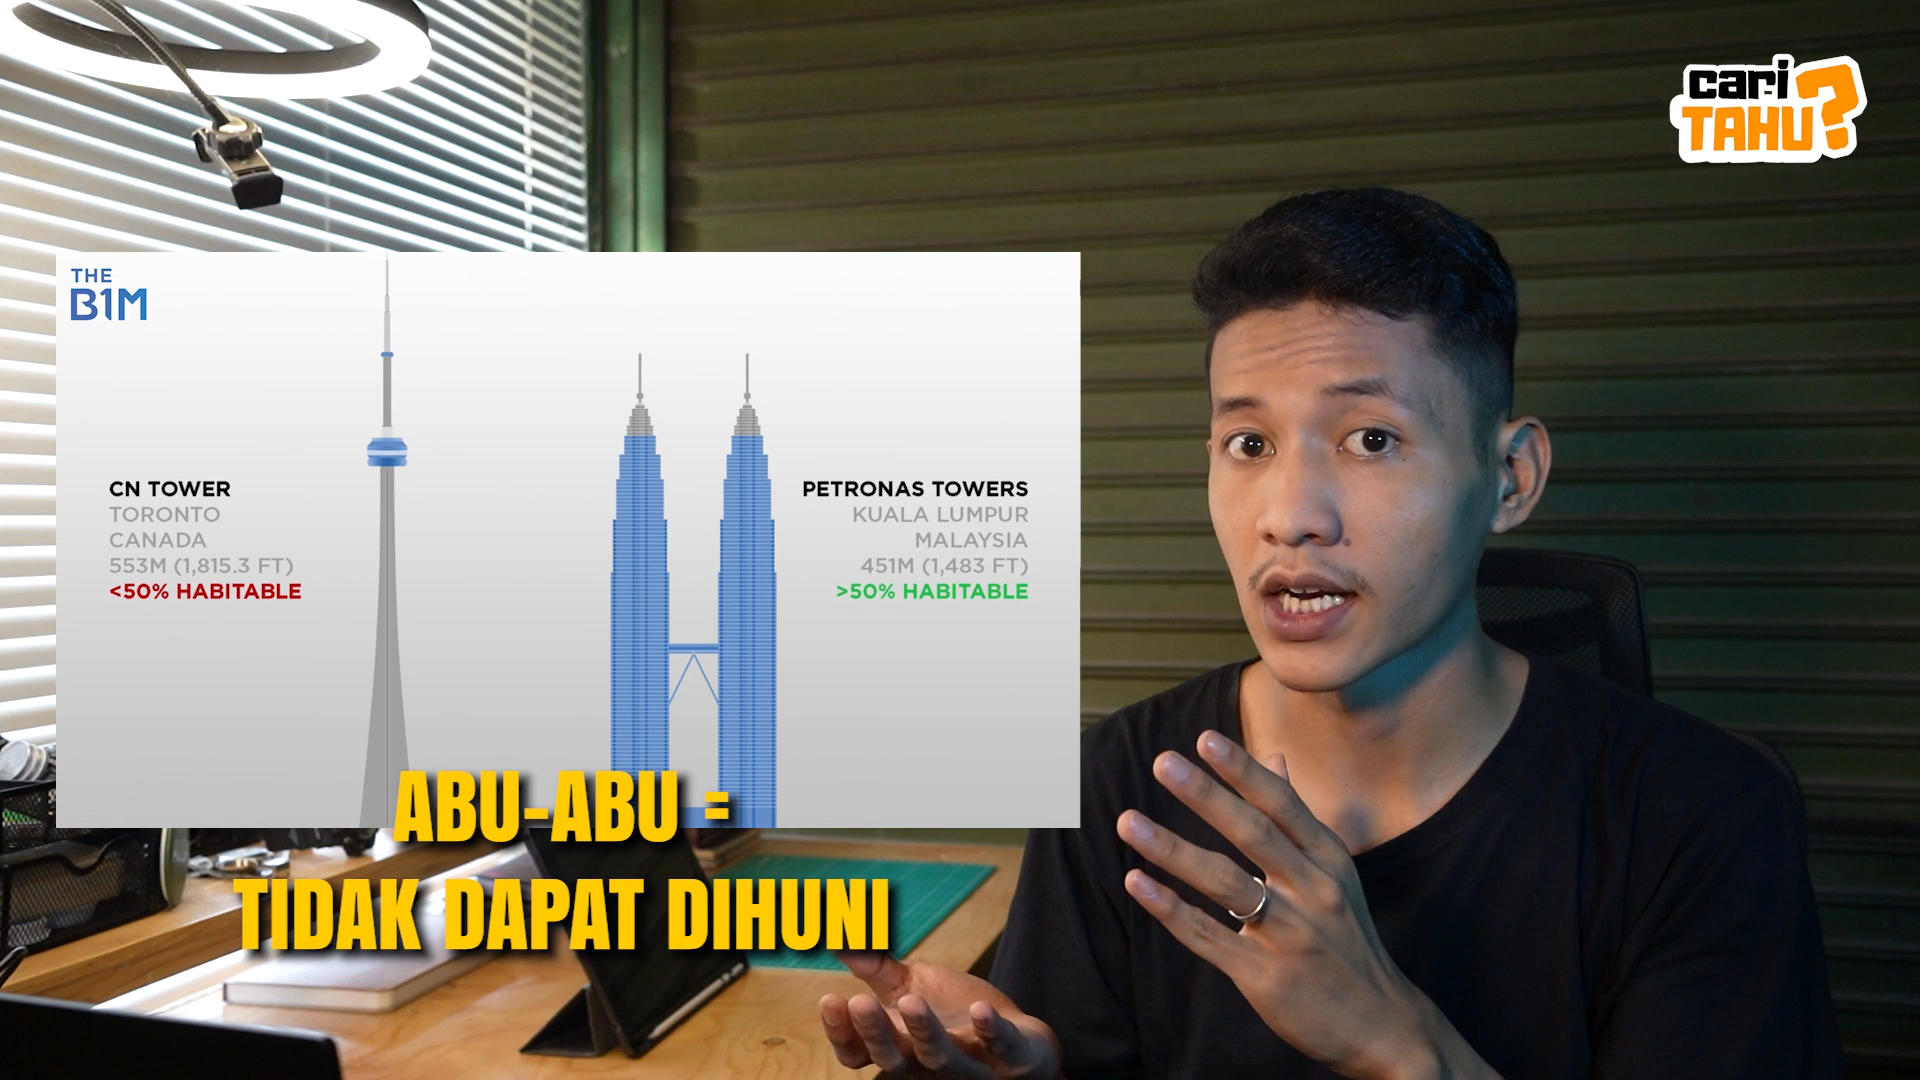 cari
TAHU?
THE
B1M
CN TOWER
TORONTO
CANADA
553M (1,815.3 FT)
<50% HABITABLE
PETRONAS TOWERS
KUALA LUMPUR
MALAYSIA
451M (1,483 FT)
>50% HABITABLE
ABU-ABU =
TIDAK DAPAT DIHUNI